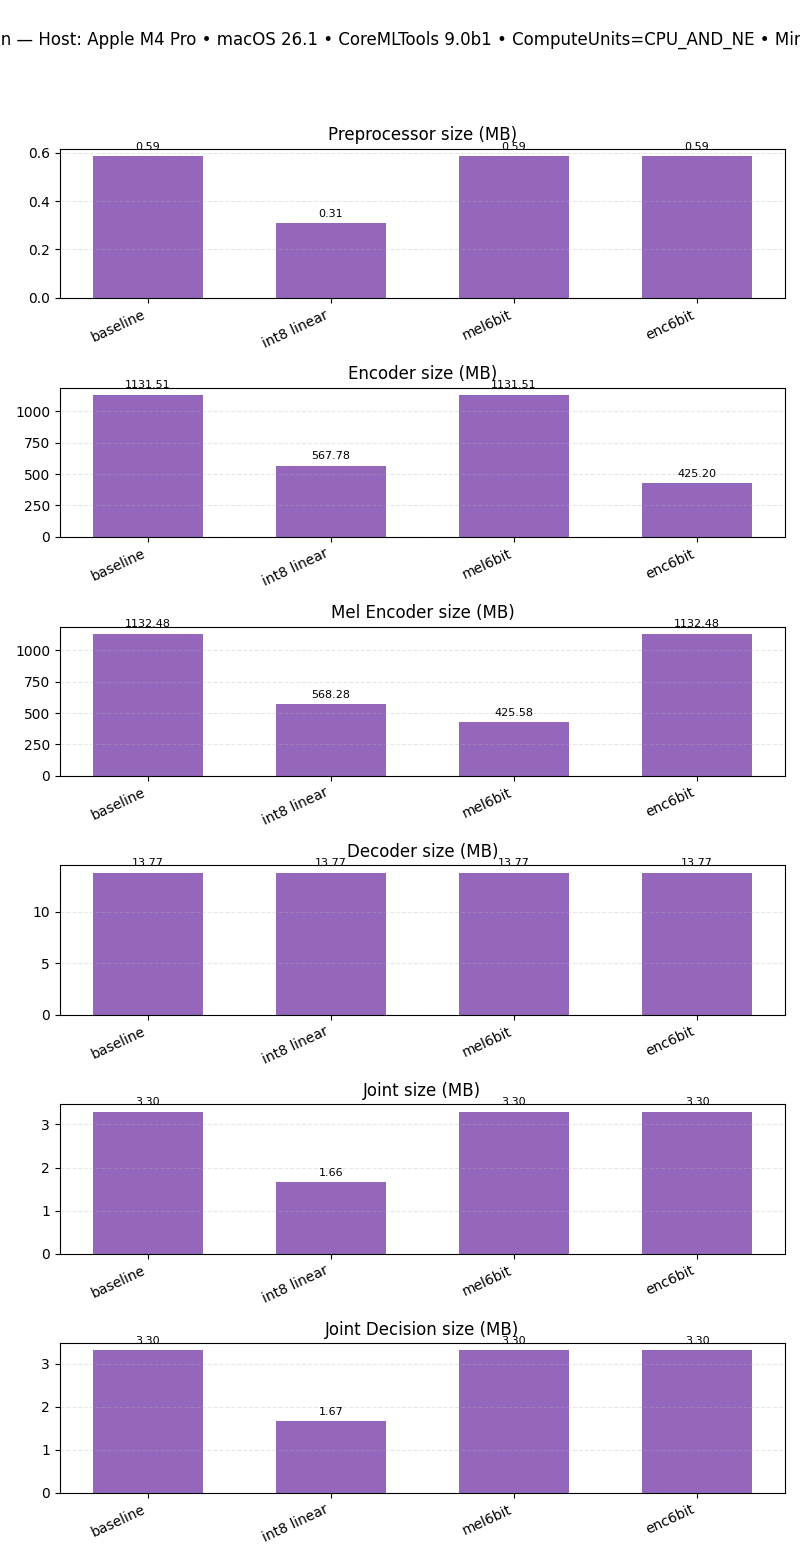 n — Host: Apple M4 Pro • macOS 26.1 • CoreMLTools 9.0b1 • ComputeUnits=CPU_AND_NE •
Preprocessor size (MB)
0.6
0.4
0.2
0.0
0.59 0.31 0.59 0.59
baseline int8 linear mel6bit enc6bit
Encoder size (MB)
1000
750
500
250
0
1131.51 567.78 1131.51 425.20
baseline int8 linear mel6bit enc6bit
Mel Encoder size (MB)
1000
750
500
250
0
1132.48 568.28 425.58 1132.48
baseline int8 linear mel6bit enc6bit
Decoder size (MB)
10
5
0
13.77 13.77 13.77 13.77
baseline int8 linear mel6bit enc6bit
Joint size (MB)
3
2
1
0
3.30 1.66 3.30 3.30
baseline int8 linear mel6bit enc6bit
Joint Decision size (MB)
3
2
1
0
3.30 1.67 3.30 3.30
baseline int8 linear mel6bit enc6bit